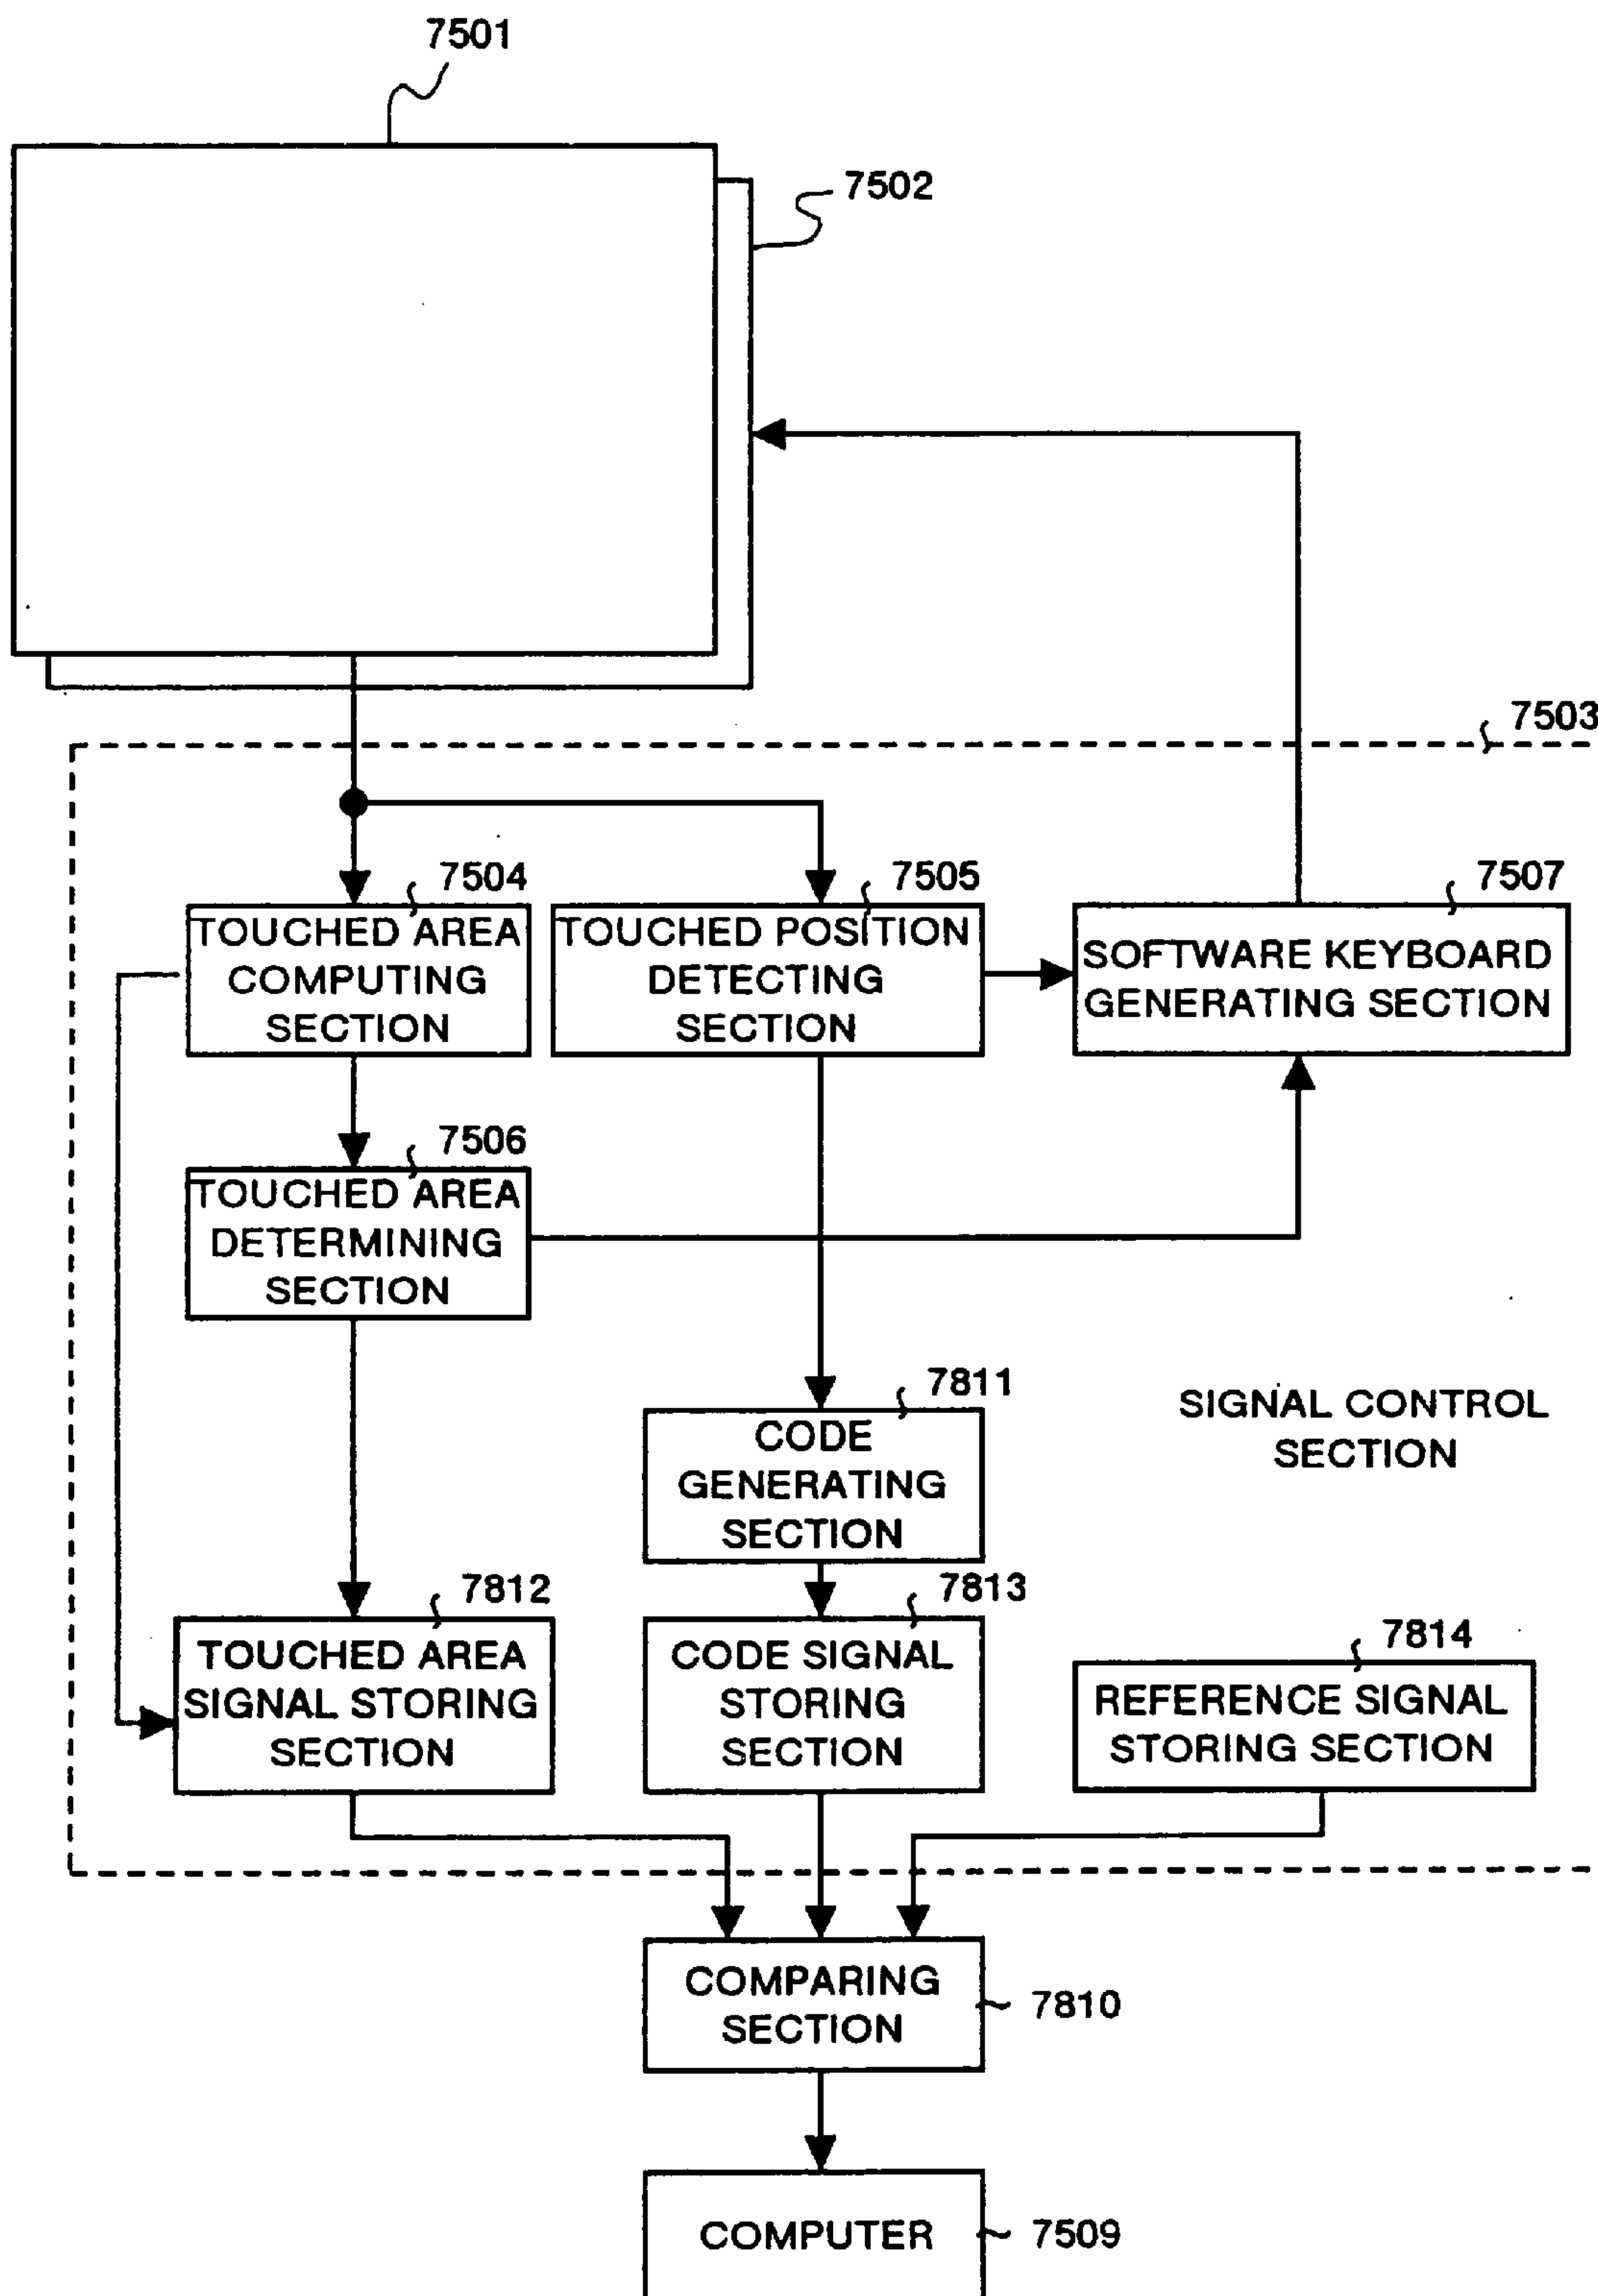 7501
7502
7503
7504
7505
7507
TOUCHED AREA
COMPUTING
SECTION
TOUCHED POSITION
DETECTING
SECTION
SOFTWARE KEYBOARD
GENERATING SECTION
7506
TOUCHED AREA
DETERMINING
SECTION
7811
CODE
GENERATING
SECTION
SIGNAL CONTROL
SECTION
7812
7813
7814
TOUCHED AREA
SIGNAL STORING
SECTION
CODE SIGNAL
STORING
SECTION
REFERENCE SIGNAL
STORING SECTION
COMPARING
SECTION
7810
COMPUTER
7509